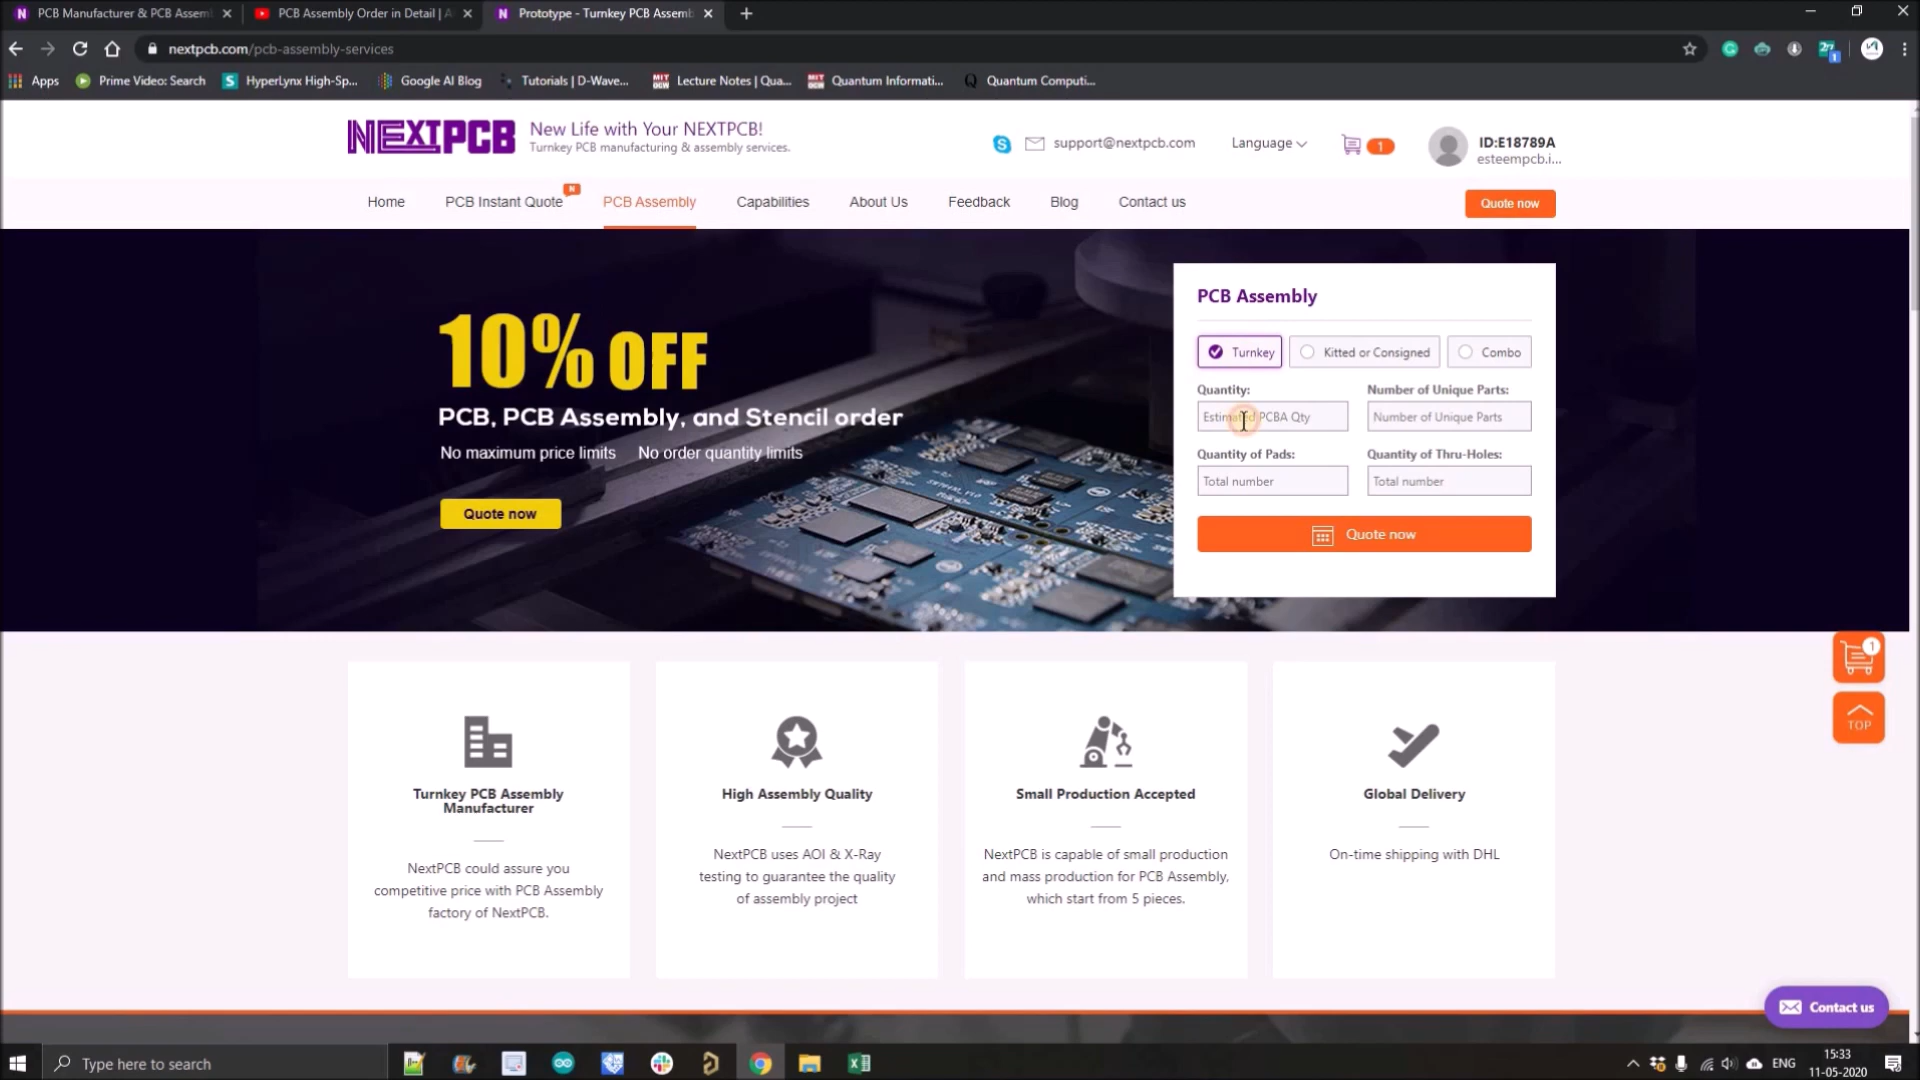 PCB Manufacturer & PCB Assem
PCB Assembly Order in Detail | A
Prototype - Turnkey PCB Assemb
nextpcb.com/pcb-assembly-services
Apps
Prime Video: Search
HyperLynx High-Sp...
Google AI Blog
Tutorials | D-Wave...
Lecture Notes | Qua...
Quantum Informati...
Quantum Computi...
NEXTPCB
New Life with Your NEXTPCB!
Turnkey PCB manufacturing & assembly services.
support@nextpcb.com
Language
1
ID:E18789A
esteempcb.i...
Home
PCB Instant Quote
N
PCB Assembly
Capabilities
About Us
Feedback
Blog
Contact us
Quote now
10% OFF
PCB, PCB Assembly, and Stencil order
No maximum price limits No order quantity limits
Quote now
PCB Assembly
Turnkey
Kitted or Consigned
Combo
Quantity:
Number of Unique Parts:
Estimated PCBA Qty
Number of Unique Parts
Quantity of Pads:
Quantity of Thru-Holes:
Total number
Total number
Quote now
1
TOP
Turnkey PCB Assembly
Manufacturer
NextPCB could assure you
competitive price with PCB Assembly
factory of NextPCB.
High Assembly Quality
NextPCB uses AOI & X-Ray
testing to guarantee the quality
of assembly project
Small Production Accepted
NextPCB is capable of small production
and mass production for PCB Assembly,
which start from 5 pieces.
Global Delivery
On-time shipping with DHL
Contact us
Type here to search
ENG
15:33
11-05-2020